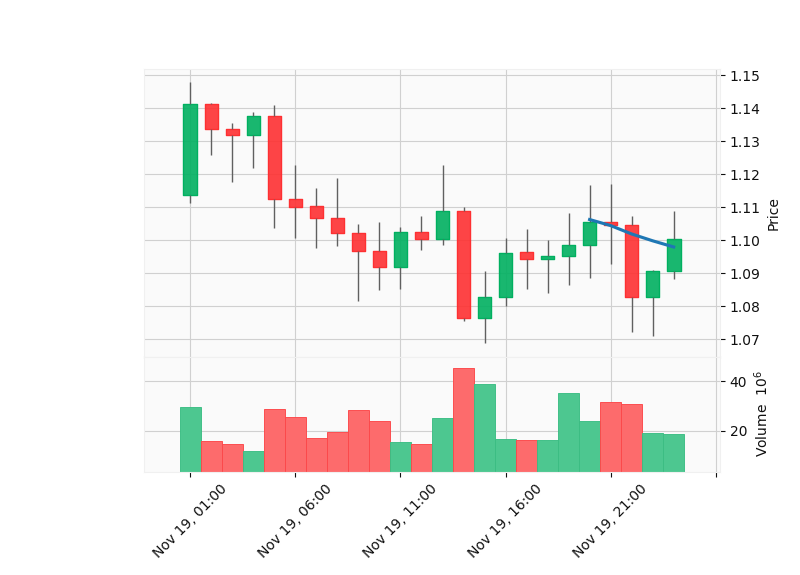 1.15
1.14
1.13
1.12
1.11
1.10
1.09
1.08
1.07
Price
40
20
Volume 10⁶
Nov 19, 01:00
Nov 19, 06:00
Nov 19, 11:00
Nov 19, 16:00
Nov 19, 21:00